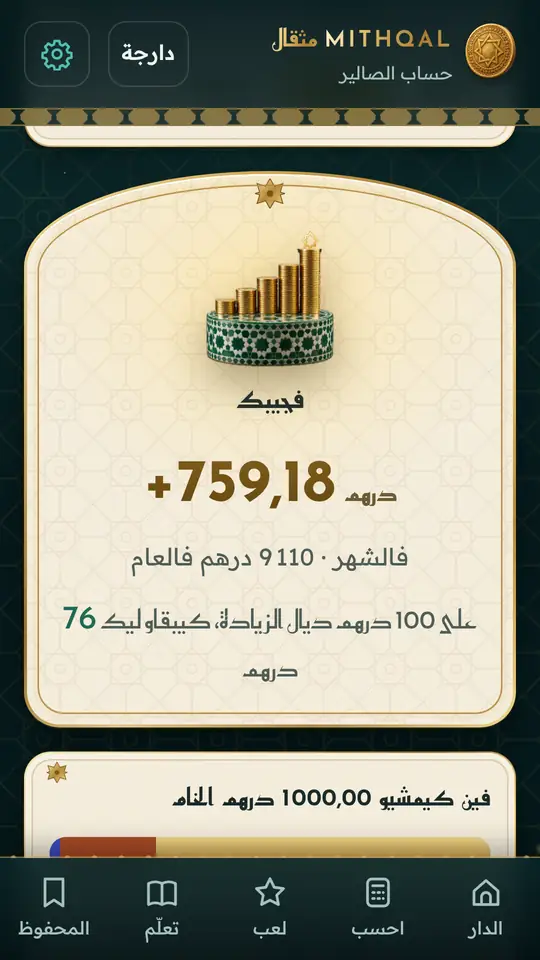 MITHQAL مثقال
حساب الصالير
دارجة
فجيبك
+759,18 درهم
فالشهر · 9 110 درهم فالعام
على 100 درهم ديال الزيادة، كيبقاو ليك 76
درهم
فين كيمشيو 1000,00 درهم الخام
الدار
احسب
لعب
تعلّم
المحفوظ